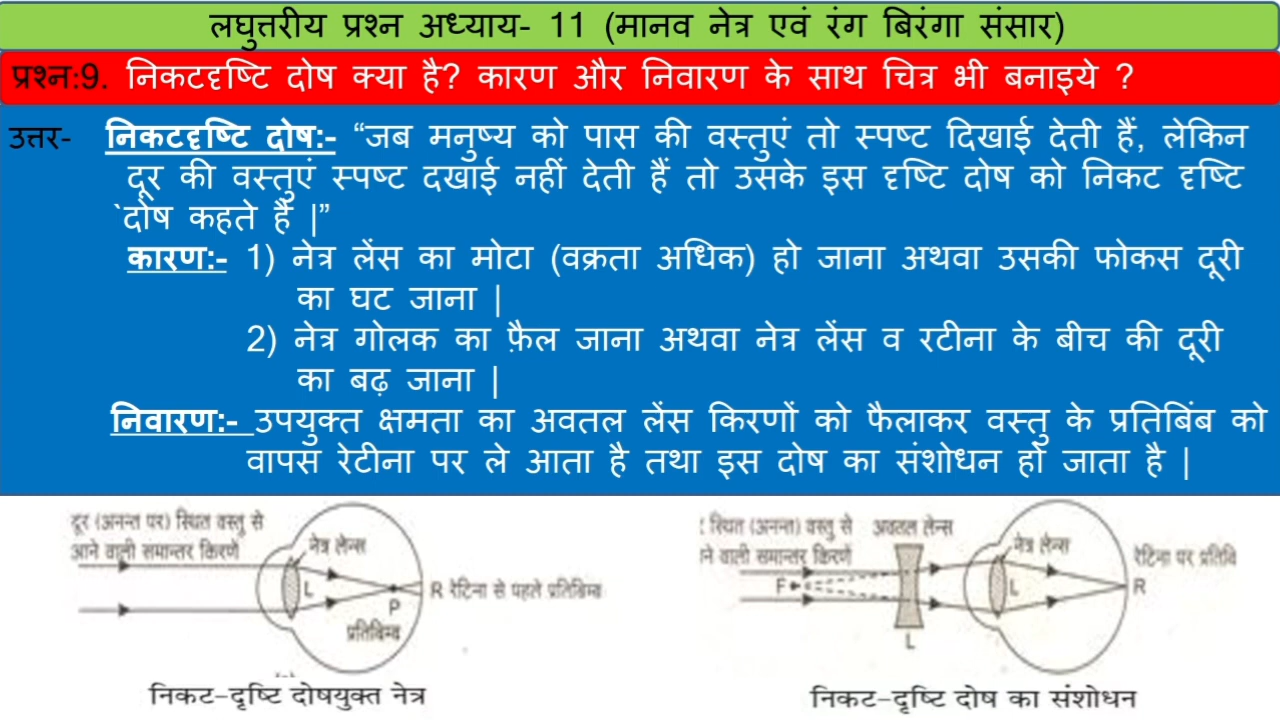 लघुत्तरीय प्रश्न अध्याय- 11 (मानव नेत्र एवं रंग बिरंगा संसार)
प्रश्न:9. निकटदृष्टि दोष क्या है? कारण और निवारण के साथ चित्र भी बनाइये ?
उत्तर- निकटदृष्टि दोष:- “जब मनुष्य को पास की वस्तुएं तो स्पष्ट दिखाई देती हैं, लेकिन
दूर की वस्तुएं स्पष्ट दखाई नहीं देती हैं तो उसके इस दृष्टि दोष को निकट दृष्टि
`दोष कहते हैं |”
कारण:- 1) नेत्र लेंस का मोटा (वक्रता अधिक) हो जाना अथवा उसकी फोकस दूरी
का घट जाना |
2) नेत्र गोलक का फ़ैल जाना अथवा नेत्र लेंस व रटीना के बीच की दूरी
का बढ़ जाना |
निवारण:- उपयुक्त क्षमता का अवतल लेंस किरणों को फैलाकर वस्तु के प्रतिबिंब को
वापस रेटीना पर ले आता है तथा इस दोष का संशोधन हो जाता है |
दूर (अनन्त पर) स्थित वस्तु से
आने वाली समान्तर किरणें
नेत्र लेन्स
L
P
R रेटिना से पहले प्रतिबिम्ब
प्रतिबिम्ब
निकट-दृष्टि दोषयुक्त नेत्र
स्थित (अनन्त) वस्तु से
ने वाली समान्तर किरणें
अवतल लेन्स
नेत्र लेन्स
रेटिना पर प्रतिबि
F
L
R
L
निकट-दृष्टि दोष का संशोधन